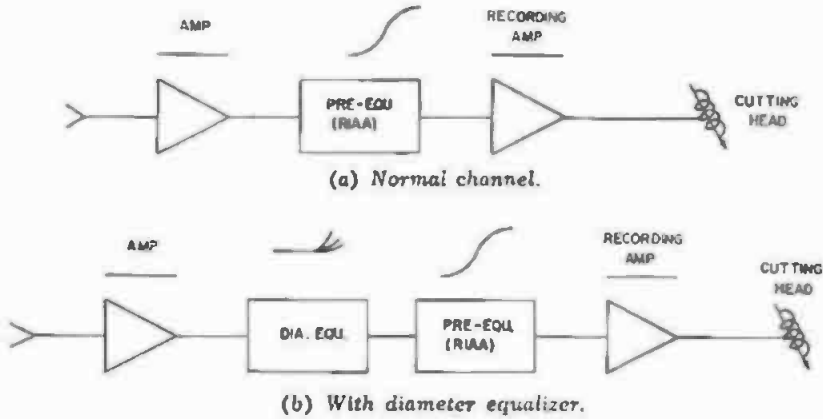 AMP
RECORDING
AMP
PRE-EQU
(RIAA)
CUTTING
HEAD
(a) Normal channel.
AMP
RECORDING
AMP
CUTTING
HEAD
DIA. EQU.
PRE-EQU.
(RIAA)
(b) With diameter equalizer.